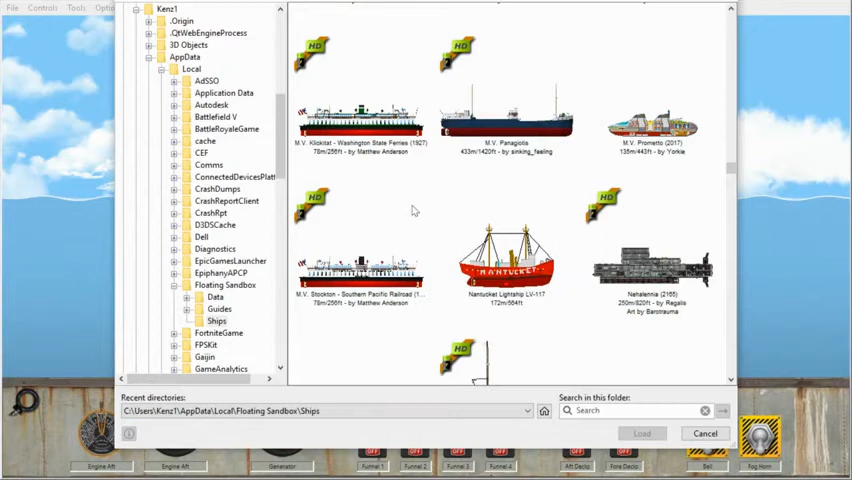 File Controls Tools Optio
Kenz1
.Origin
.QtWebEngineProcess
3D Objects
AppData
Local
AdSSO
Application Data
Autodesk
Battlefield V
BattleRoyaleGame
cache
CEF
Comms
ConnectedDevicesPlatf
CrashDumps
CrashReportClient
CrashRpt
D3DSCache
Dell
Diagnostics
EpicGamesLauncher
EpiphanyAPCP
Floating Sandbox
Data
Guides
Ships
FortniteGame
FPSKit
Gaijin
GameAnalytics
HD
HD
M.V. Klickitat - Washington State Ferries (1927)
78m/256ft - by Matthew Anderson
M.V. Panagiotis
433m/1420ft - by sinking_feeling
M.V. Prometto (2017)
135m/443ft - by Yorkie
HD
HD
M.V. Stockton - Southern Pacific Railroad (1...
78m/256ft - by Matthew Anderson
NANTUCKET
Nantucket Lightship LV-117
172m/564ft
Nehalennia (2165)
250m/820ft - by Regalis
Art by Barotrauma
HD
Recent directories:
C:\Users\Kenz1\AppData\Local\Floating Sandbox\Ships
Search in this folder:
Search
Load
Cancel
OFF OFF OFF OFF OFF OFF
Engine Aft Engine Aft Generator Funnel 1 Funnel 2 Funnel 3 Funnel 4 Aft Decks Fore Decks Bell Fog Horn